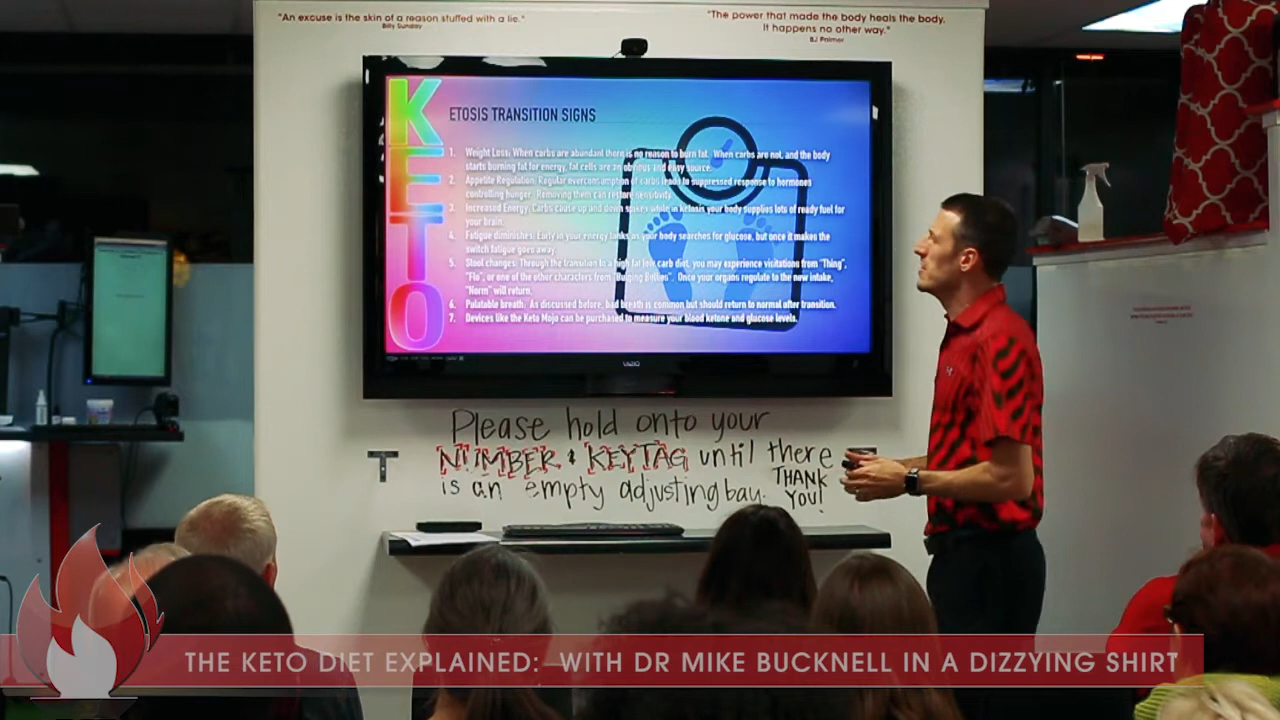 "An excuse is the skin of a reason stuffed with a lie."
Billy Sunday
"The power that made the body heals the body.
It happens no other way."
BJ Palmer
KETO
ETOSIS TRANSITION SIGNS
1. Weight Loss: When carbs are abundant there is no reason to burn fat. When carbs are not, and the body
starts burning fat for energy, fat cells are an obvious and easy source.
2. Appetite Regulation: Regular overconsumption of carbs leads to suppressed response to hormones
controlling hunger. Removing them can restore sensitivity.
3. Increased Energy: Carbs cause up and down spikes while in ketosis your body supplies lots of ready fuel for
your brain.
4. Fatigue diminishes: Early in your energy tanks as your body searches for glucose, but once it makes the
switch fatigue goes away.
5. Stool changes: Through the transition to a high fat low carb diet, you may experience visitations from "Thing",
"Flo", or one of the other characters from "Bulging Bellies". Once your organs regulate to the new intake,
"Norm" will return.
6. Pulatable breath: As discussed before, bad breath is common but should return to normal after transition.
7. Devices like the Keto Mojo can be purchased to measure your blood ketone and glucose levels.
VIZIO
Please hold onto your
NUMBER & KEYTAG until there
is an empty adjusting bay.
THANK
YOU!
THE KETO DIET EXPLAINED: WITH DR MIKE BUCKNELL IN A DIZZYING SHIRT